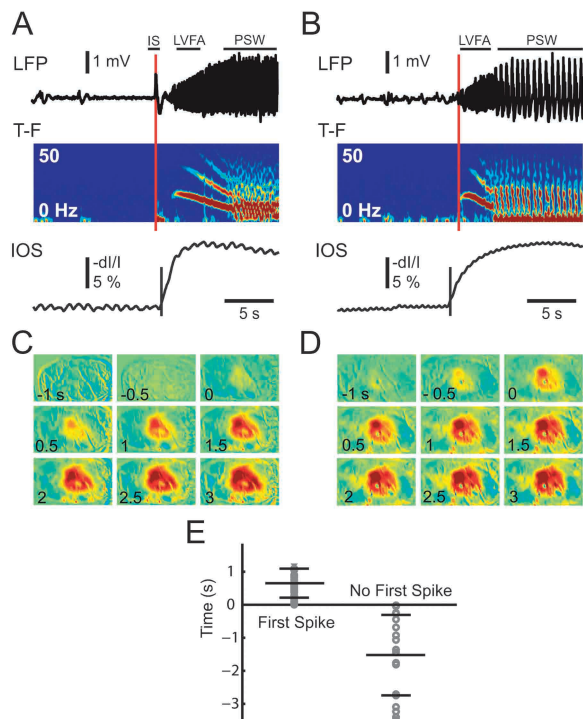 A
B
IS LVFA PSW
LVFA PSW
LFP 1 mV
LFP 1 mV
T-F
T-F
50
0 Hz
50
0 Hz
IOS -dI/I
5 %
5 s
IOS -dI/I
5 %
5 s
C
D
-1 s -0.5 0
0.5 1 1.5
2 2.5 3
-1 s - 0.5 0
0.5 1 1.5
2 2.5 3
E
Time (s)
1
0
−1
−2
−3
First Spike
No First Spike